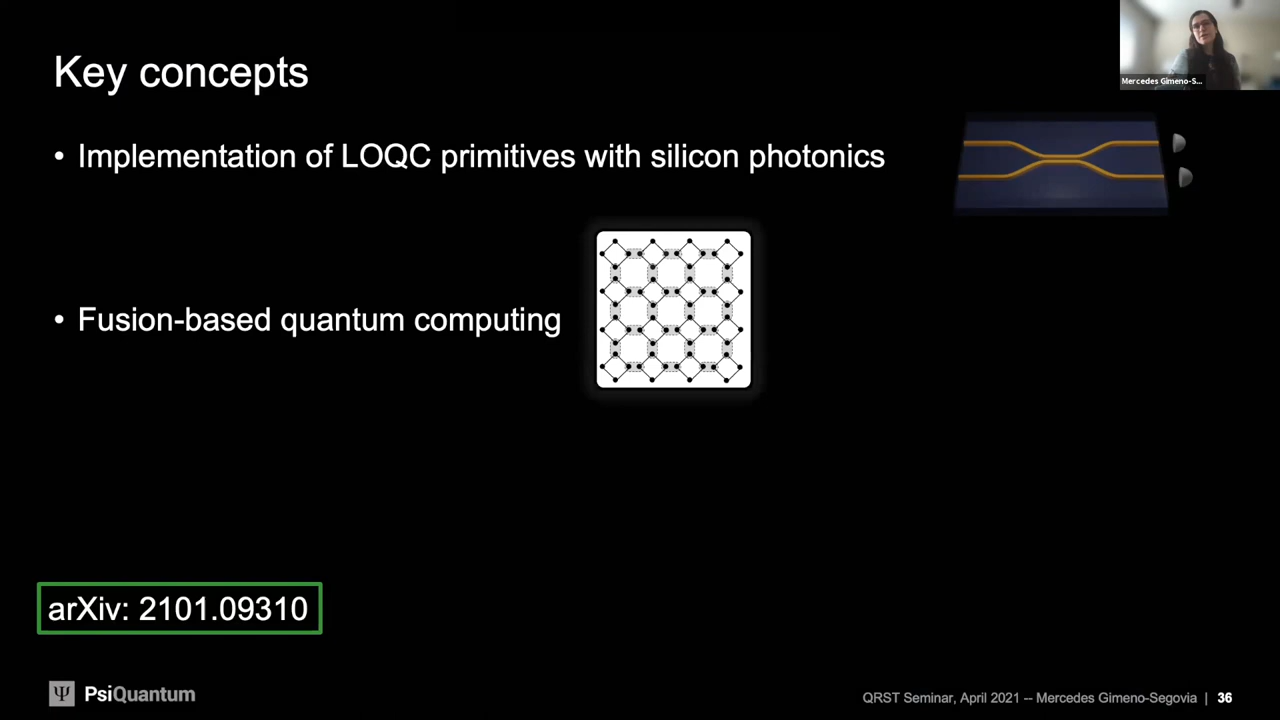 Key concepts
Mercedes Gimeno-S...
• Implementation of LOQC primitives with silicon photonics
• Fusion-based quantum computing
arXiv: 2101.09310
Ψ PsiQuantum
QRST Seminar, April 2021 -- Mercedes Gimeno-Segovia | 36